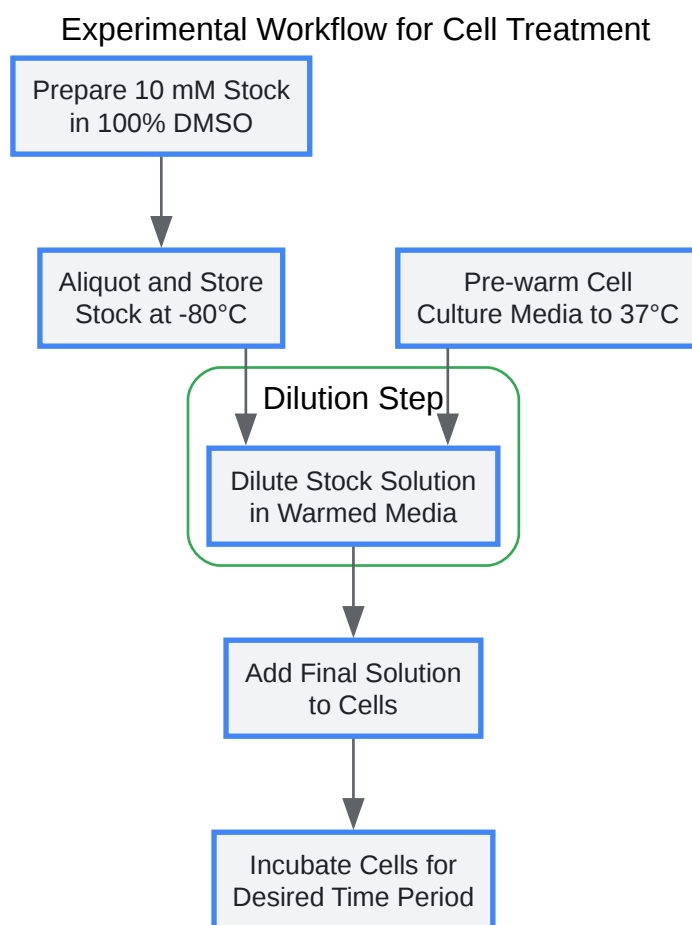 Experimental Workflow for Cell Treatment
Prepare 10 mM Stock
in 100% DMSO
Aliquot and Store
Stock at -80°C
Pre-warm Cell
Culture Media to 37°C
Dilution Step
Dilute Stock Solution
in Warmed Media
Add Final Solution
to Cells
Incubate Cells for
Desired Time Period